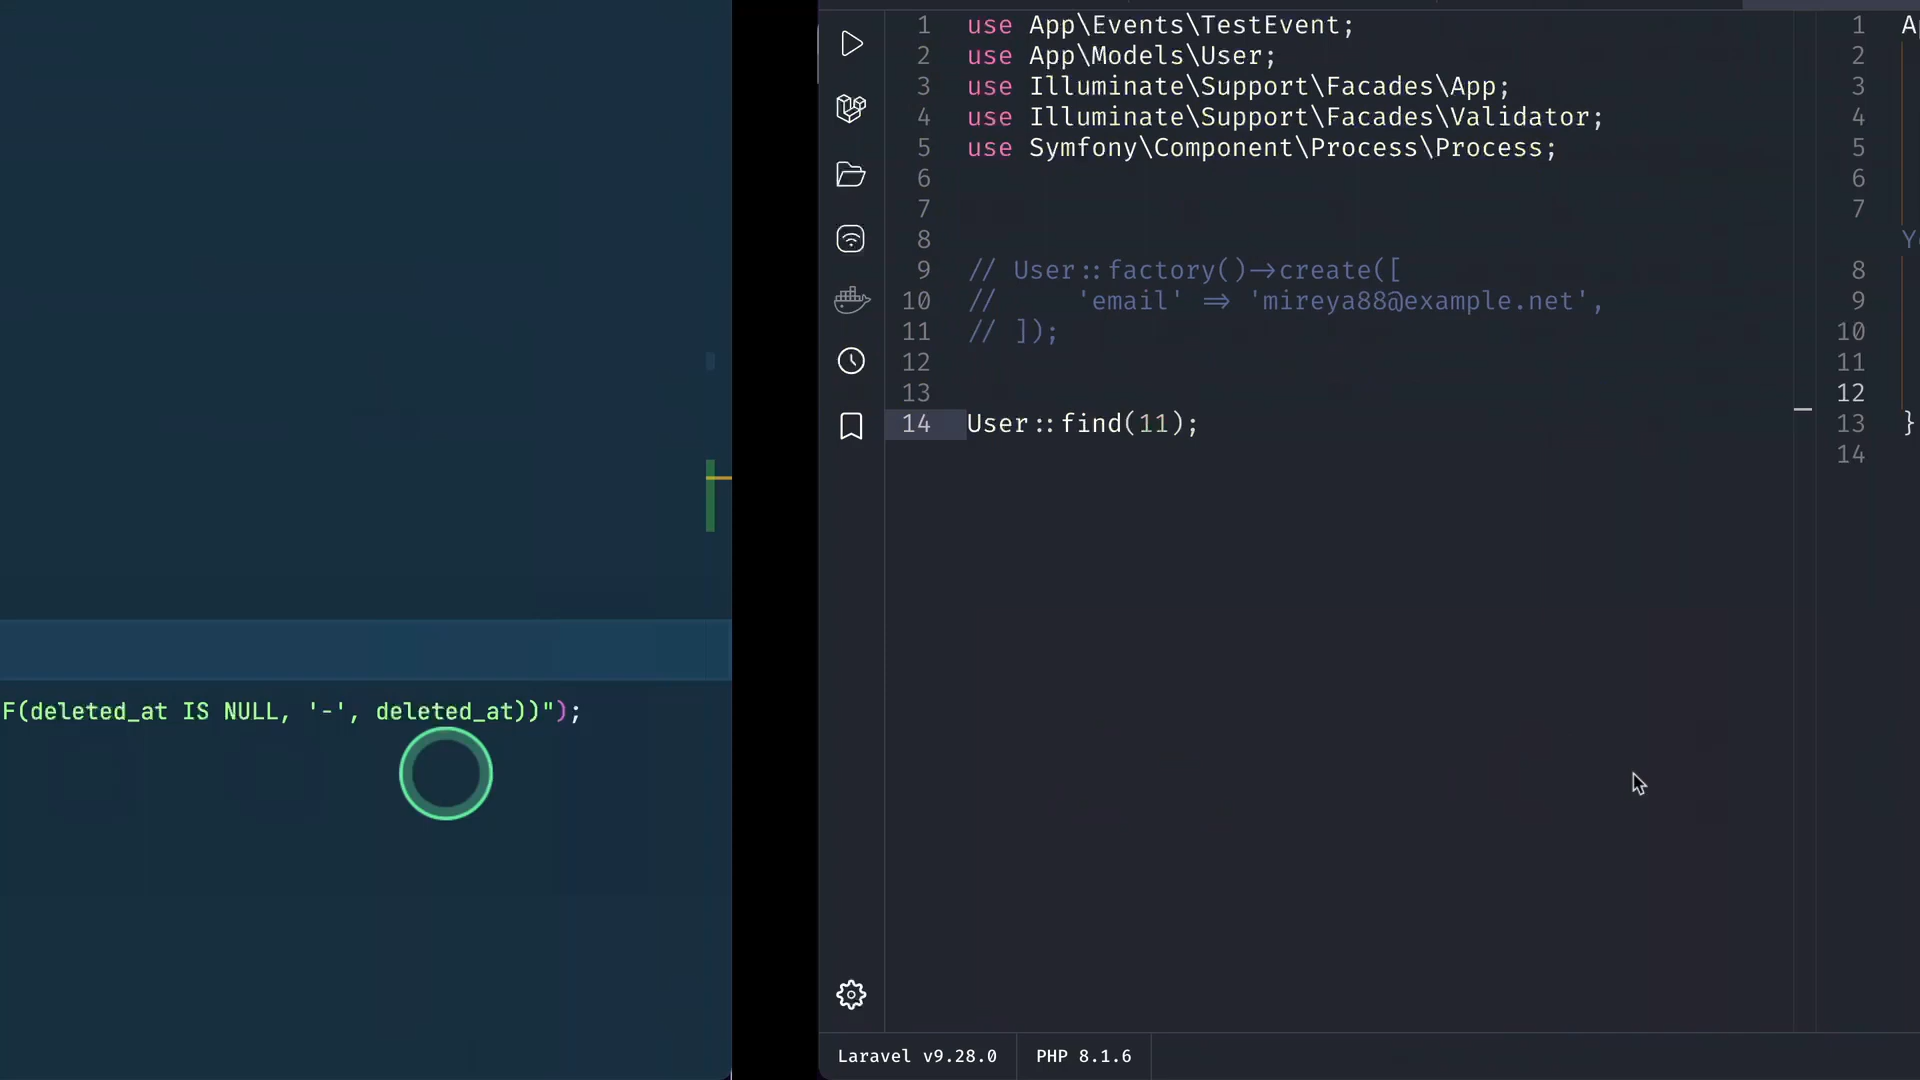 F(deleted_at IS NULL, '-', deleted_at))");
1 use App\Events\TestEvent;
2 use App\Models\User;
3 use Illuminate\Support\Facades\App;
4 use Illuminate\Support\Facades\Validator;
5 use Symfony\Component\Process\Process;
6
7
8
9 // User::factory()->create([
10 //     'email' => 'mireya88@example.net',
11 // ]);
12
13
14 User::find(11);
Laravel v9.28.0
PHP 8.1.6
1 A
2
3
4
5
6
7
Y
8
9
10
11
12
13 }
14